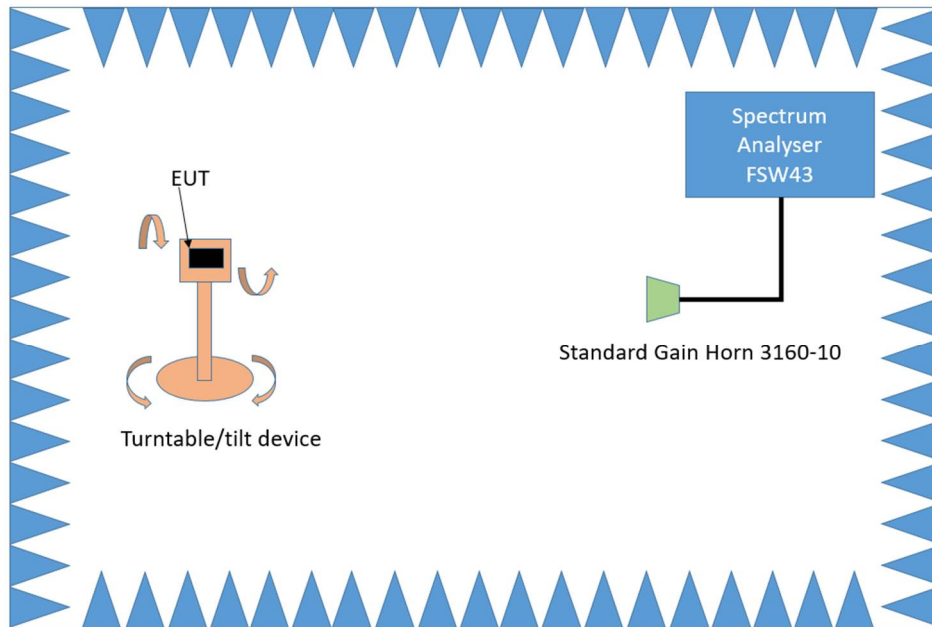 Spectrum
Analyser
FSW43
EUT
Standard Gain Horn 3160-10
Turntable/tilt device